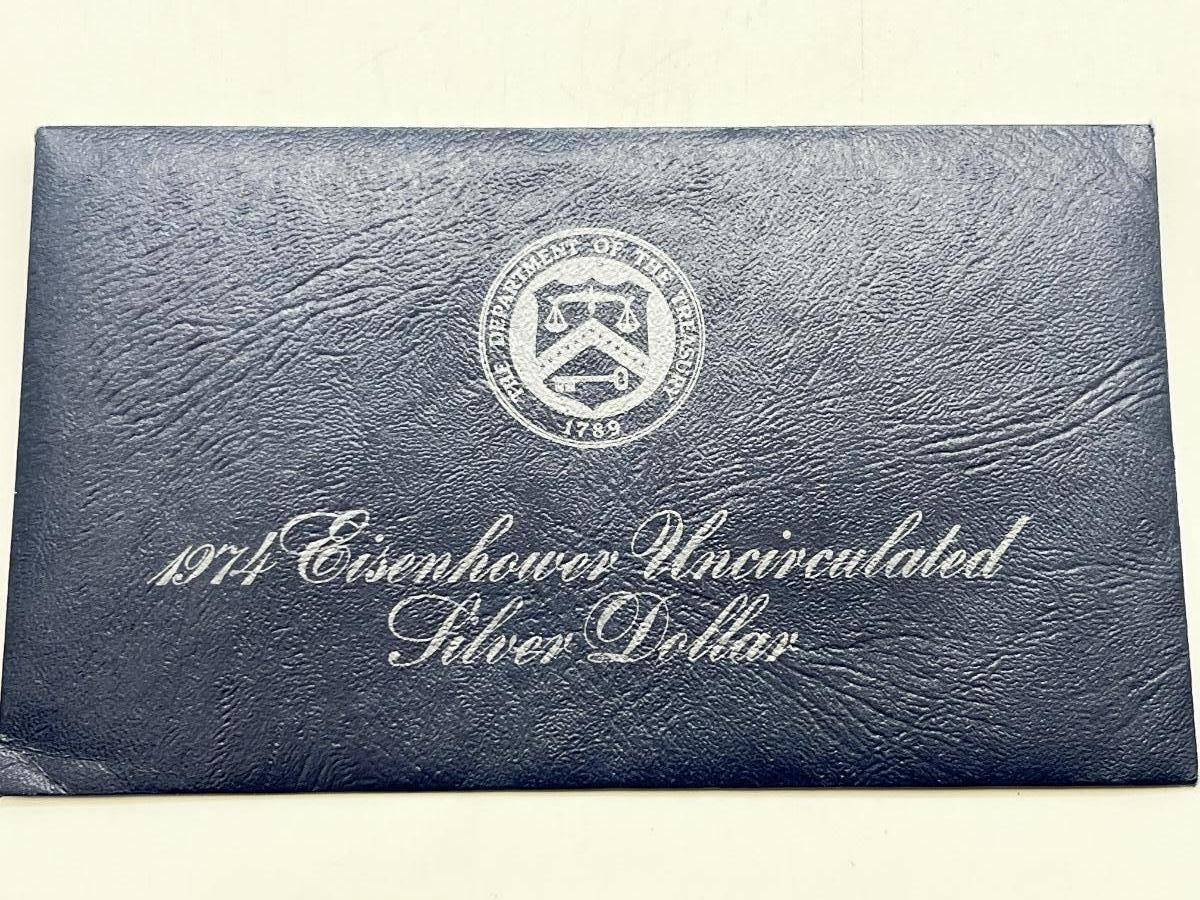 THE DEPARTMENT OF THE TREASURY
1789
1974 Eisenhower Uncirculated
Silver Dollar